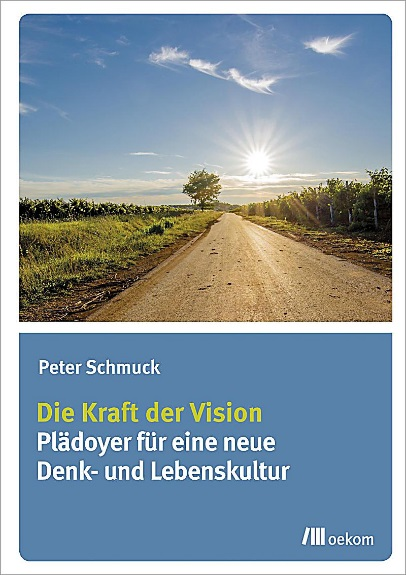 Peter Schmuck
Die Kraft der Vision
Plädoyer für eine neue
Denk- und Lebenskultur
oekom